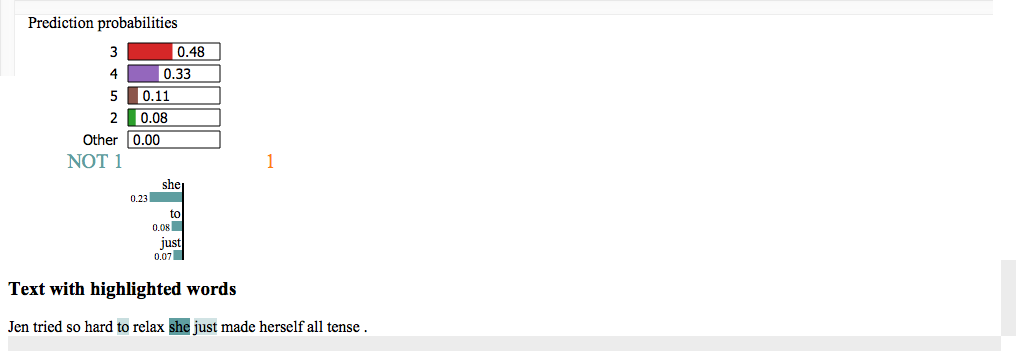 Prediction probabilities
3 0.48
4 0.33
5 0.11
2 0.08
Other 0.00
NOT 1 1
she
0.23
to
0.08
just
0.07
Text with highlighted words
Jen tried so hard to relax she just made herself all tense .